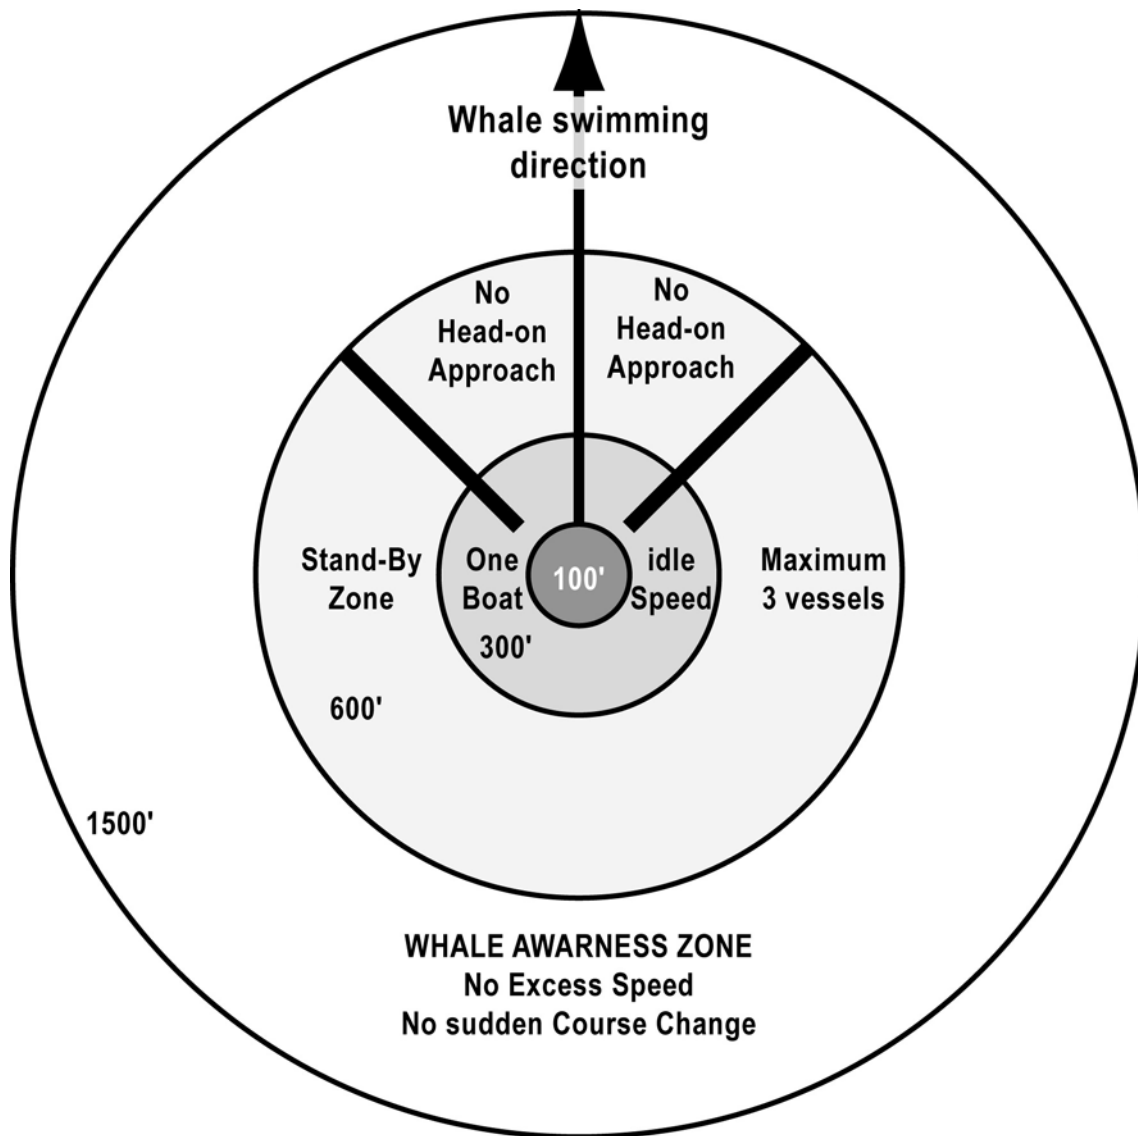 Whale swimming
direction
No
Head-on
Approach
No
Head-on
Approach
Stand-By
Zone
One
Boat
300'
100'
idle
Speed
Maximum
3 vessels
600'
1500'
WHALE AWARNESS ZONE
No Excess Speed
No sudden Course Change